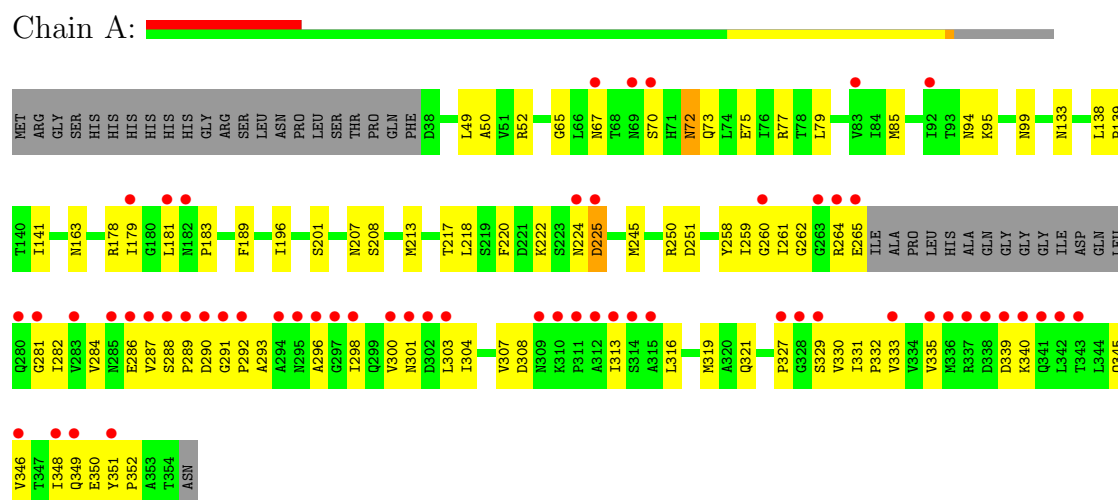 Chain A:
MET ARG GLY SER HIS HIS HIS HIS HIS HIS GLY ARG SER LEU ASN PRO LEU SER THR PRO GLN PHE D38 L49 A50 V51 R52 G65 L66 N67 T68 N69 S70 H71 N72 Q73 L74 E75 I76 R77 T78 L79 V83 I84 M85 I92 T93 N94 K95 N99 N133 L138 P139
T140 I141 N163 R178 I179 G180 L181 N182 P183 F189 I196 S201 N207 S208 M213 T217 L218 S219 F220 D221 K222 S223 N224 D225 M245 R250 D251 Y258 I259 G260 I261 G262 G263 R264 E265 ILE ALA PRO LEU HIS ALA GLN GLY GLY GLY ILE ASP GLN LEU
Q280 G281 I282 V283 V284 N285 E286 V287 S288 P289 D290 G291 P292 A293 A294 N295 A296 G297 I298 Q299 V300 N301 D302 L303 I304 V307 D308 N309 K310 P311 A312 I313 S314 A315 L316 M319 A320 Q321 P327 G328 S329 V330 I331 P332 V333 V334 V335 M336 R337 D338 D339 K340 Q341 L342 T343 L344 Q345
V346 T347 I348 Q349 E350 Y351 P352 A353 T354 ASN